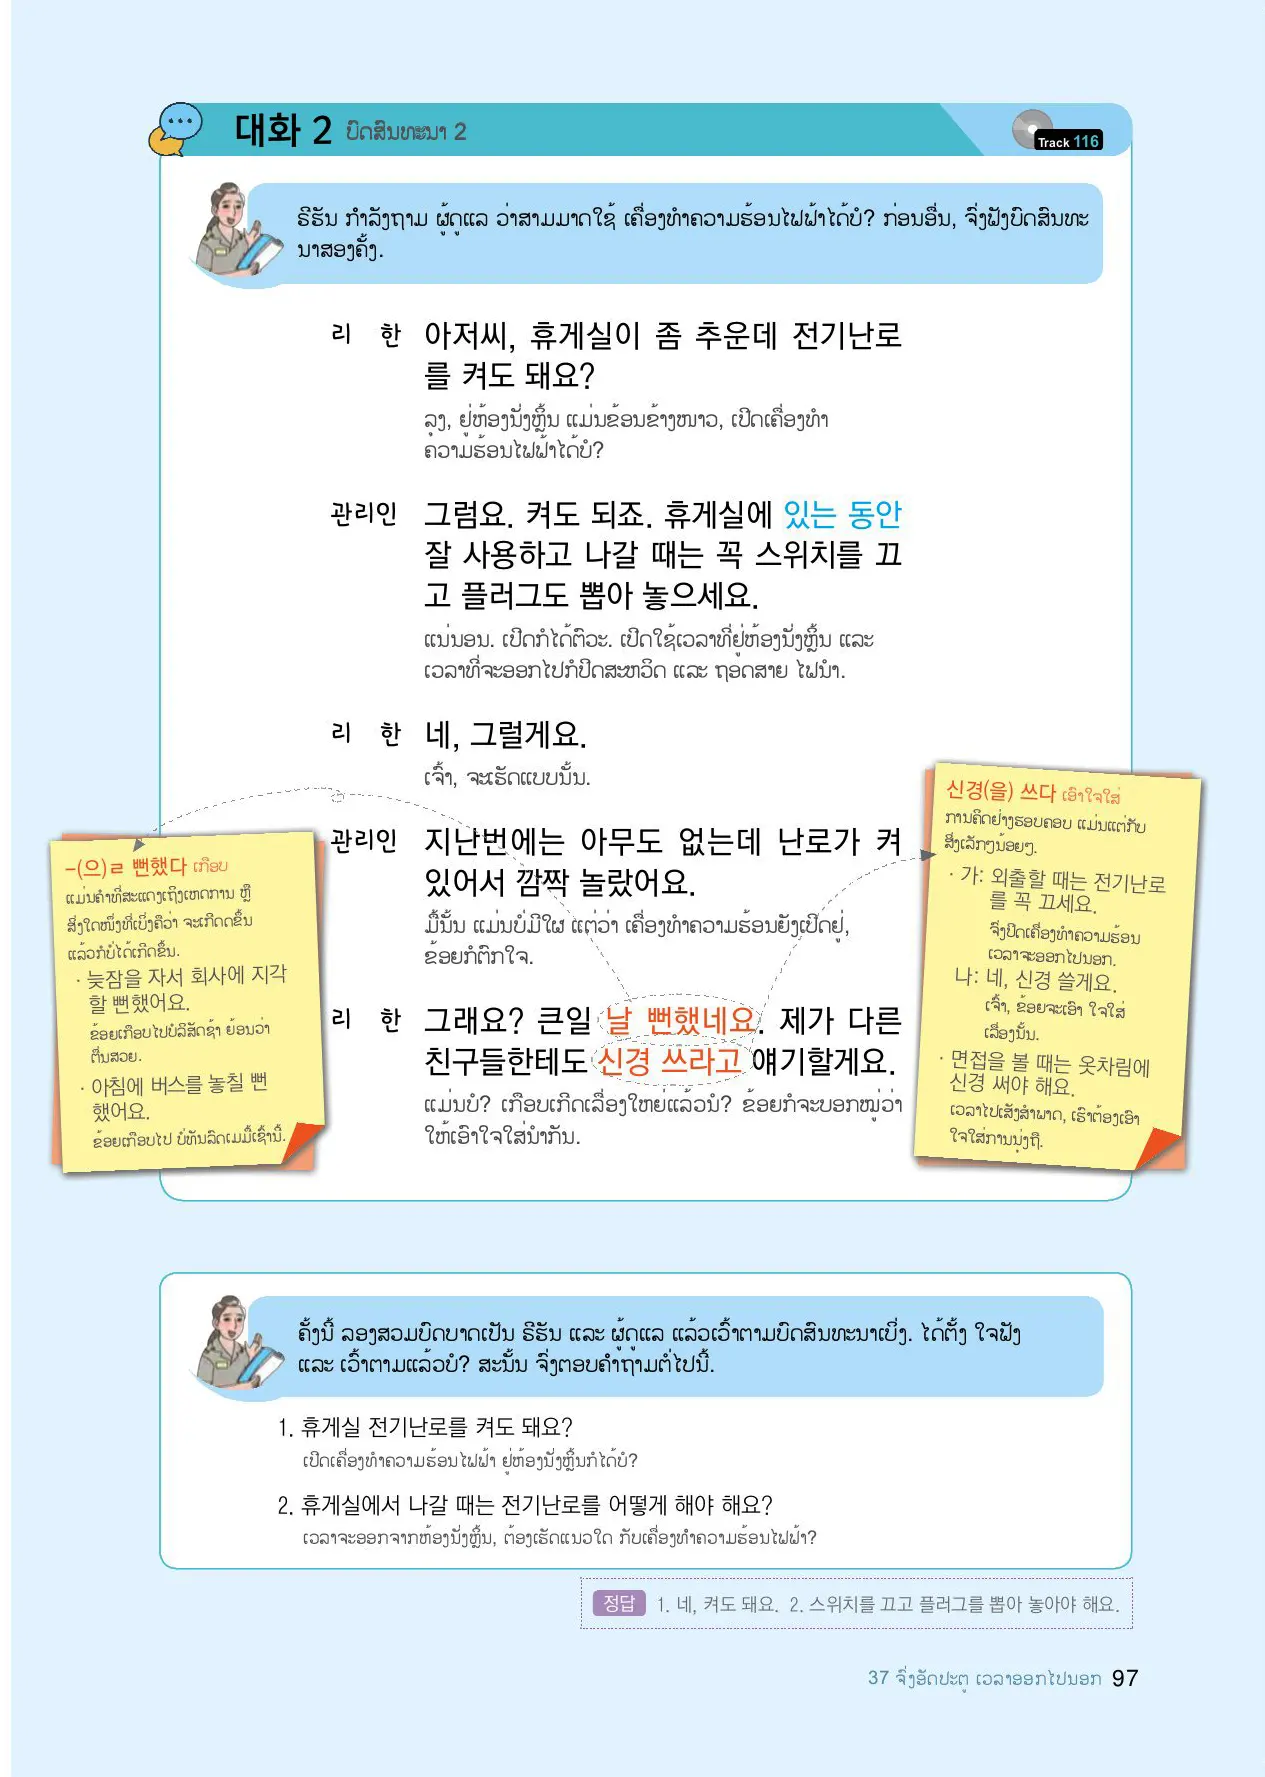 대화 2 ບົດສົນທະນາ 2
Track 116
ຣີຮັນ ກຳລັງຖາມ ຜູ້ດູແລ ວ່າສາມມາດໃຊ້ ເຄື່ອງທຳຄວາມຮ້ອນໄຟຟ້າໄດ້ບໍ? ກ່ອນອື່ນ, ຈົ່ງຟັງບົດສົນທະ
ນາສອງຄັ້ງ.
리 한 아저씨, 휴게실이 좀 추운데 전기난로
를 켜도 돼요?
ລຸງ, ຢູ່ຫ້ອງນັ່ງຫຼິ້ນ ແມ່ນຂ້ອນຂ້າງໜາວ, ເປີດເຄື່ອງທຳ
ຄວາມຮ້ອນໄຟຟ້າໄດ້ບໍ?
관리인 그럼요. 켜도 되죠. 휴게실에 있는 동안
잘 사용하고 나갈 때는 꼭 스위치를 끄
고 플러그도 뽑아 놓으세요.
ແນ່ນອນ. ເປີດກໍໄດ້ຕົວະ. ເປີດໃຊ້ເວລາທີ່ຢູ່ຫ້ອງນັ່ງຫຼິ້ນ ແລະ
ເວລາທີ່ຈະອອກໄປກໍປິດສະຫວິດ ແລະ ຖອດສາຍ ໄຟນຳ.
리 한 네, 그럴게요.
ເຈົ້າ, ຈະເຮັດແບບນັ້ນ.
관리인 지난번에는 아무도 없는데 난로가 켜
있어서 깜짝 놀랐어요.
ມື້ນັ້ນ ແມ່ນບໍ່ມີໃຜ ແຕ່ວ່າ ເຄື່ອງທຳຄວາມຮ້ອນຍັງເປີດຢູ່,
ຂ້ອຍກໍຕົກໃຈ.
리 한 그래요? 큰일 날 뻔했네요. 제가 다른
친구들한테도 신경 쓰라고 얘기할게요.
ແມ່ນບໍ? ເກືອບເກີດເລື່ອງໃຫຍ່ແລ້ວນໍ? ຂ້ອຍກໍຈະບອກໝູ່ວ່າ
ໃຫ້ເອົາໃຈໃສ່ນຳກັນ.
-(으)ㄹ 뻔했다 ເກືອບ
ແມ່ນຄຳທີ່ສະແດງເຖິງເຫດການ ຫຼື
ສິ່ງໃດໜຶ່ງທີ່ເບິ່ງຄືວ່າ ຈະເກີດດຂຶ້ນ
ແລ້ວກໍບໍ່ໄດ້ເກີດຂຶ້ນ.
· 늦잠을 자서 회사에 지각
할 뻔했어요.
ຂ້ອຍເກືອບໄປບໍລິສັດຊ້າ ຍ້ອນວ່າ
ຕື່ນສວຍ.
· 아침에 버스를 놓칠 뻔
했어요.
ຂ້ອຍເກືອບໄປ ບໍ່ທັນລົດເມມື້ເຊົ້ານີ້.
신경(을) 쓰다 ເອົາໃຈໃສ່
ການຄິດຢ່າງຮອບຄອບ ແມ່ນແຕ່ກັບ
ສິ່ງເລັກໆນ້ອຍໆ.
· 가: 외출할 때는 전기난로
를 꼭 끄세요.
ຈົ່ງປິດເຄື່ອງທຳຄວາມຮ້ອນ
ເວລາຈະອອກໄປນອກ.
나: 네, 신경 쓸게요.
ເຈົ້າ, ຂ້ອຍຈະເອົາ ໃຈໃສ່
ເລື່ອງນັ້ນ.
· 면접을 볼 때는 옷차림에
신경 써야 해요.
ເວລາໄປເສັງສຳພາດ, ເຮົາຕ້ອງເອົາ
ໃຈໃສ່ການນຸ່ງຖື.
ຄັ້ງນີ້ ລອງສວມບົດບາດເປັນ ຣີຮັນ ແລະ ຜູ້ດູແລ ແລ້ວເວົ້າຕາມບົດສົນທະນາເບິ່ງ. ໄດ້ຕັ້ງ ໃຈຟັງ
ແລະ ເວົ້າຕາມແລ້ວບໍ? ສະນັ້ນ ຈົ່ງຕອບຄຳຖາມຕໍ່ໄປນີ້.
1. 휴게실 전기난로를 켜도 돼요?
ເປີດເຄື່ອງທຳຄວາມຮ້ອນໄຟຟ້າ ຢູ່ຫ້ອງນັ່ງຫຼິ້ນກໍໄດ້ບໍ?
2. 휴게실에서 나갈 때는 전기난로를 어떻게 해야 해요?
ເວລາຈະອອກຈາກຫ້ອງນັ່ງຫຼິ້ນ, ຕ້ອງເຮັດແນວໃດ ກັບເຄື່ອງທຳຄວາມຮ້ອນໄຟຟ້າ?
정답 1. 네, 켜도 돼요. 2. 스위치를 끄고 플러그를 뽑아 놓아야 해요.
37 ຈົ່ງອັດປະຕູ ເວລາອອກໄປນອກ 97